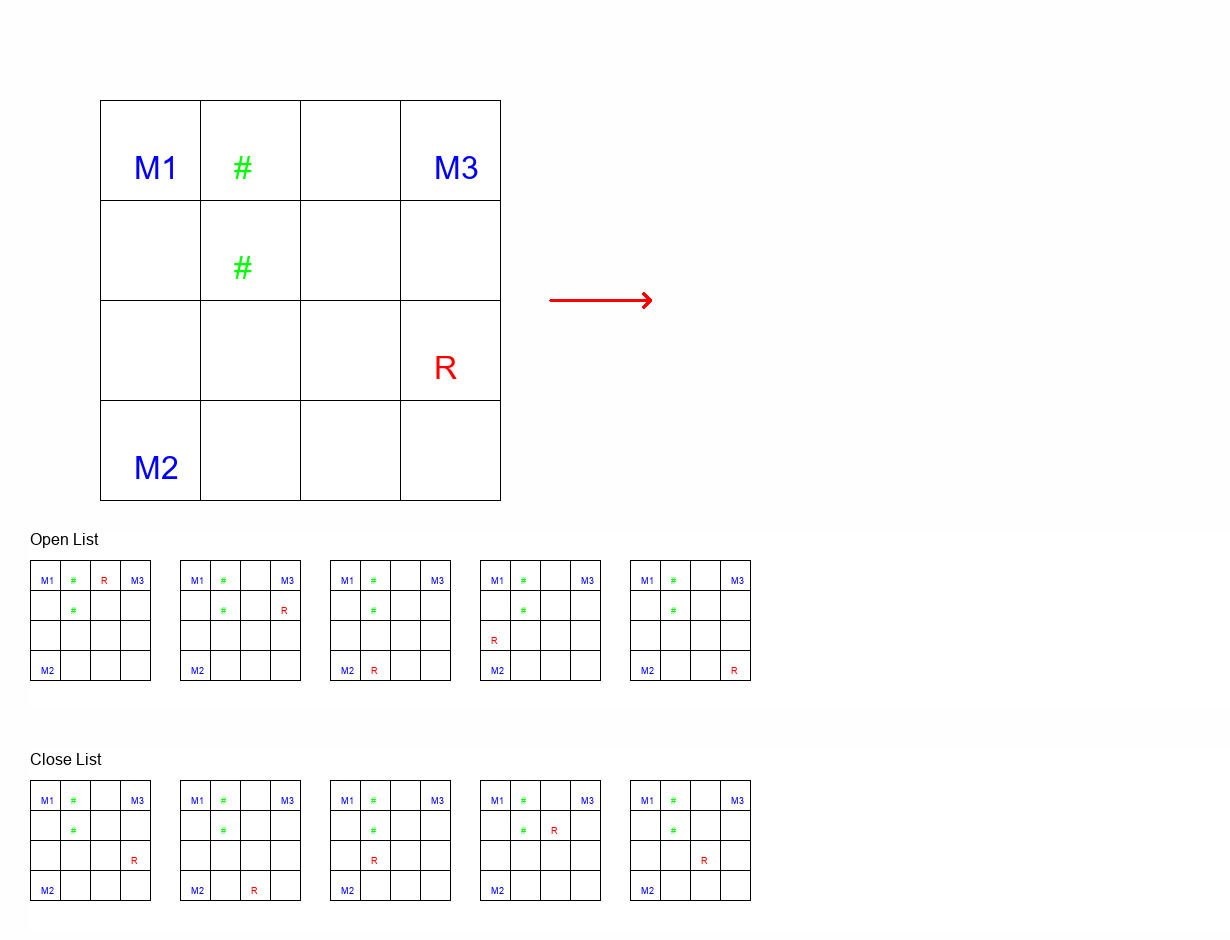 M1 # M3
#
R
M2
Open List
M1 # R M3 M1 # M3 M1 # M3 M1 # M3 M1 # M3
# # R # # #
R
M2 M2 M2 R M2 M2 R
Close List
M1 # M3 M1 # M3 M1 # M3 M1 # M3 M1 # M3
# # # # R #
R R R
M2 M2 R M2 M2 M2